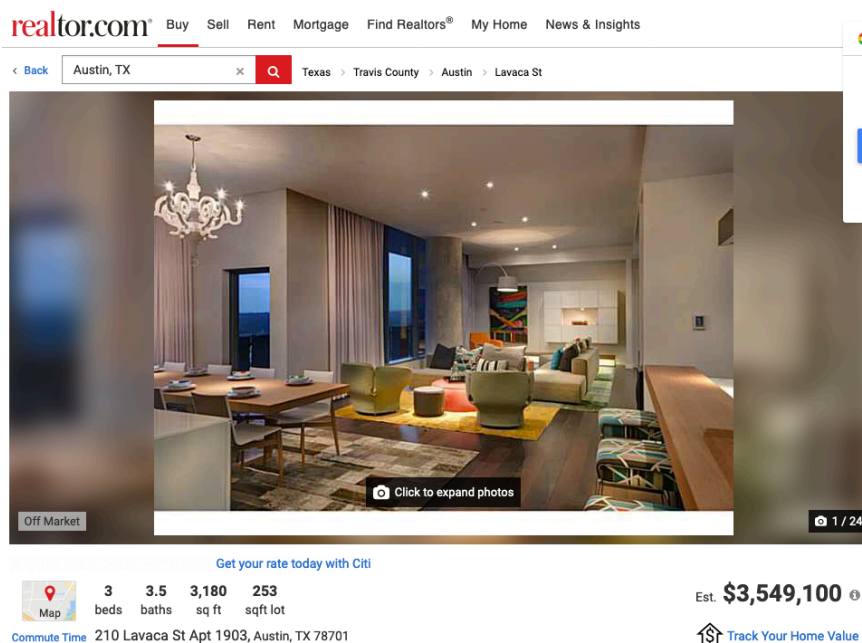 realtor.com® Buy Sell Rent Mortgage Find Realtors® My Home News & Insights
‹ Back Austin, TX × Texas > Travis County > Austin > Lavaca St
Click to expand photos
Off Market 1 / 24
Get your rate today with Citi
3 3.5 3,180 253
Map beds baths sq ft sqft lot
Est. $3,549,100
Commute Time 210 Lavaca St Apt 1903, Austin, TX 78701
Track Your Home Value